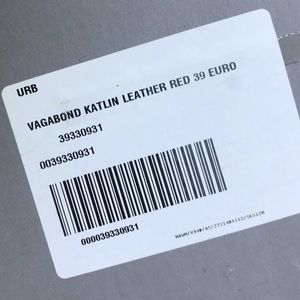 URB
VAGABOND KATLIN LEATHER RED 39 EURO
39330931
0039330931
000039330931